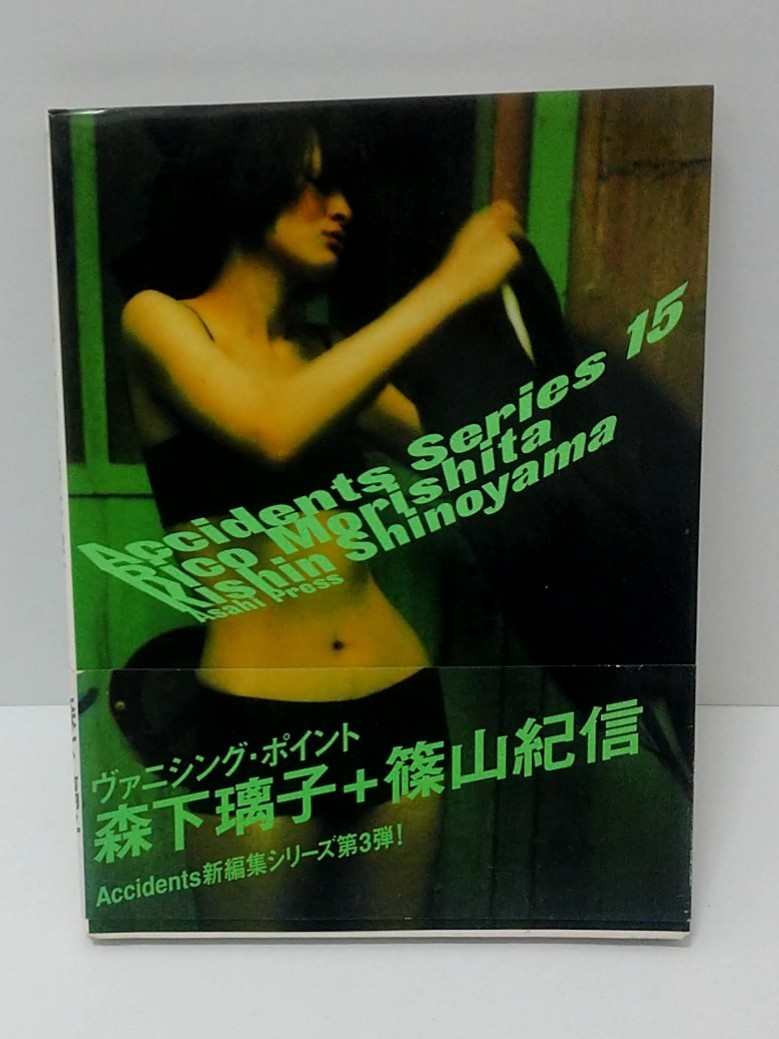 Accidents Series 15
Rico Morishita
Kishin Shinoyama
Asahi Press
ヴァニシング・ポイント
森下璃子+篠山紀信
Accidents新編集シリーズ第3弾!